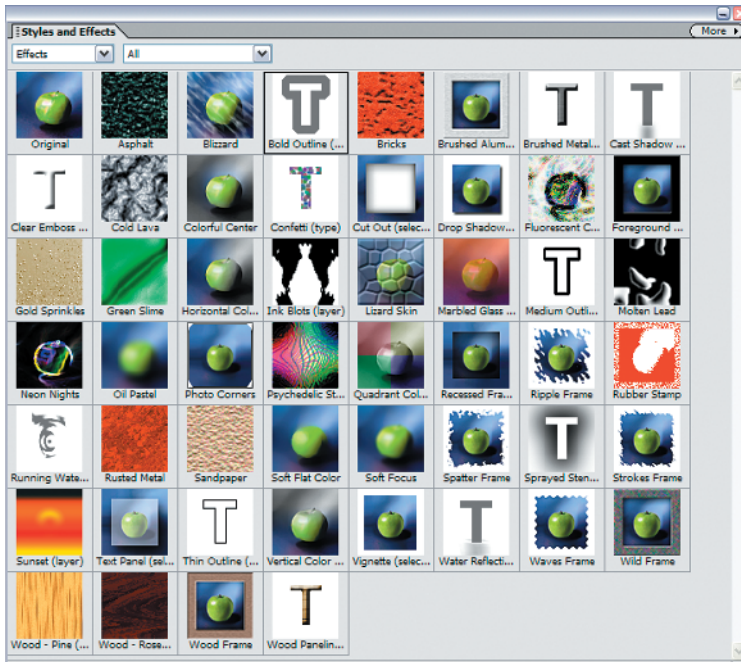 Styles and Effects
More
Effects All
Original Asphalt Blizzard Bold Outline (... Bricks Brushed Alum... Brushed Metal... Cast Shadow ...
Clear Emboss ... Cold Lava Colorful Center Confetti (type) Cut Out (selec... Drop Shadow... Fluorescent C... Foreground ...
Gold Sprinkles Green Slime Horizontal Col... Ink Blots (layer) Lizard Skin Marbled Glass ... Medium Outli... Molten Lead
Neon Nights Oil Pastel Photo Corners Psychedelic St... Quadrant Col... Recessed Fra... Ripple Frame Rubber Stamp
Running Wate... Rusted Metal Sandpaper Soft Flat Color Soft Focus Spatter Frame Sprayed Sten... Strokes Frame
Sunset (layer) Text Panel (sel... Thin Outline (... Vertical Color ... Vignette (selec... Water Reflecti... Waves Frame Wild Frame
Wood - Pine (... Wood - Rose... Wood Frame Wood Panelin...